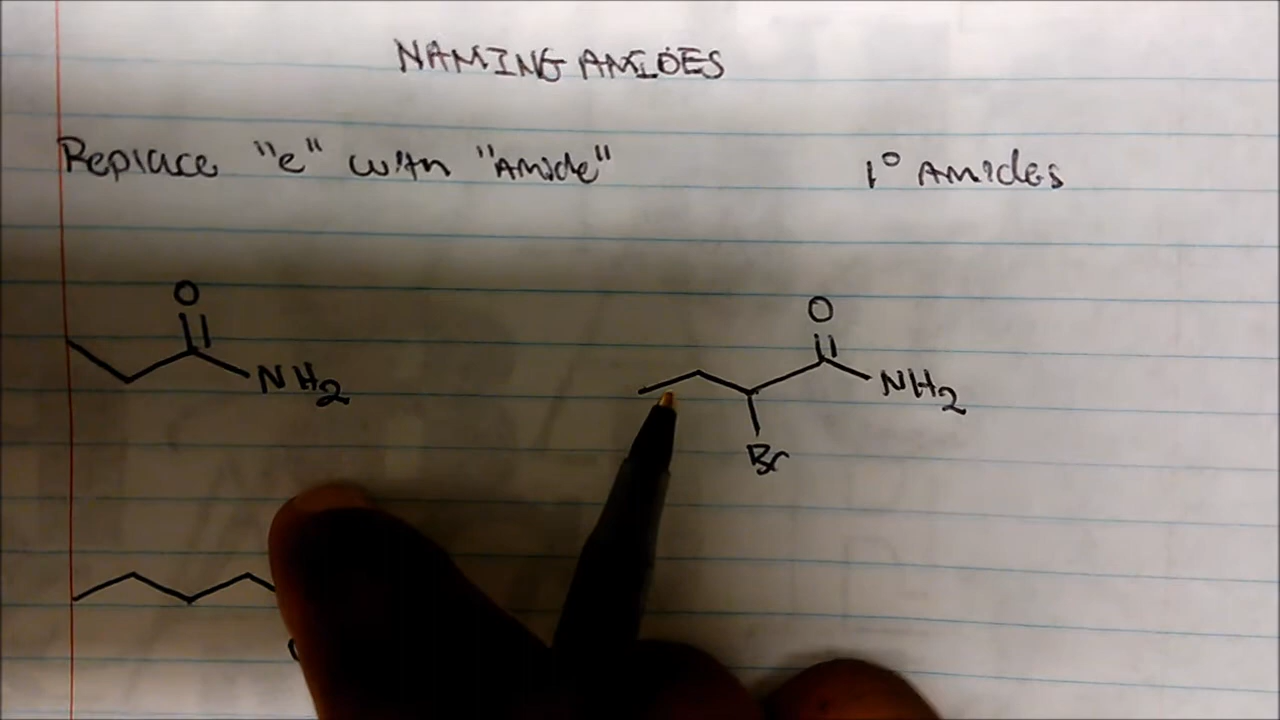 NAMING AMIDES
Replace "e" with "Amide"
1° Amides
O
NH2
O
NH2
Br